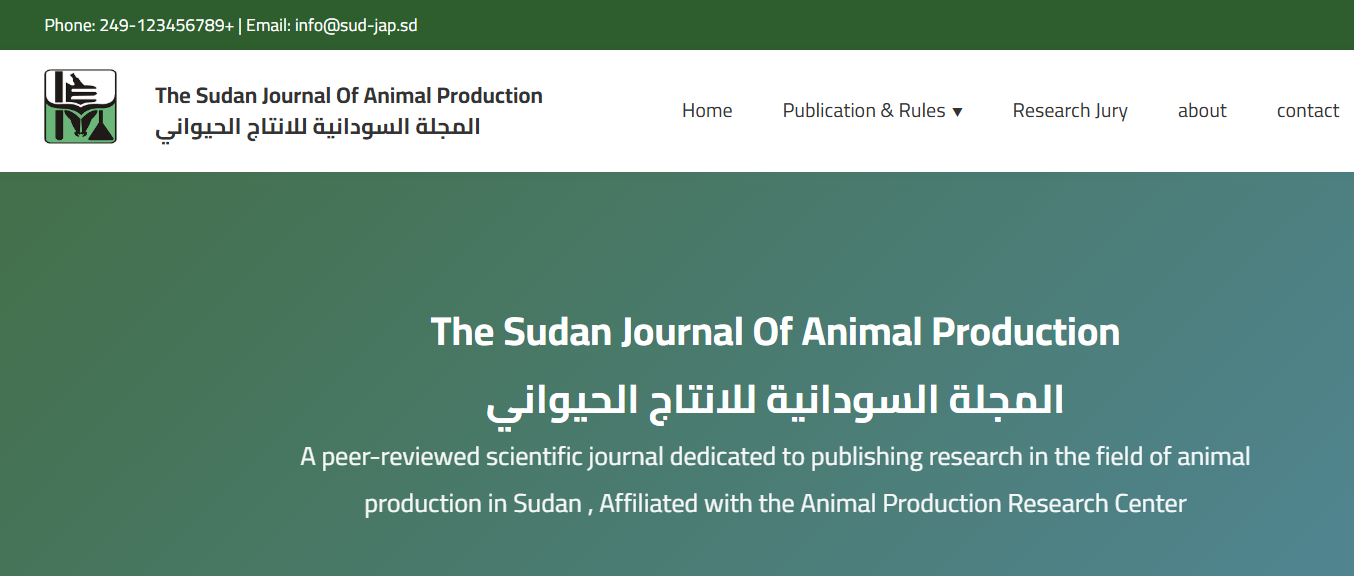 Phone: 249-123456789+ | Email: info@sud-jap.sd
The Sudan Journal Of Animal Production
المجلة السودانية للانتاج الحيواني
Home
Publication & Rules ▼
Research Jury
about
contact
The Sudan Journal Of Animal Production
المجلة السودانية للانتاج الحيواني
A peer-reviewed scientific journal dedicated to publishing research in the field of animal
production in Sudan , Affiliated with the Animal Production Research Center